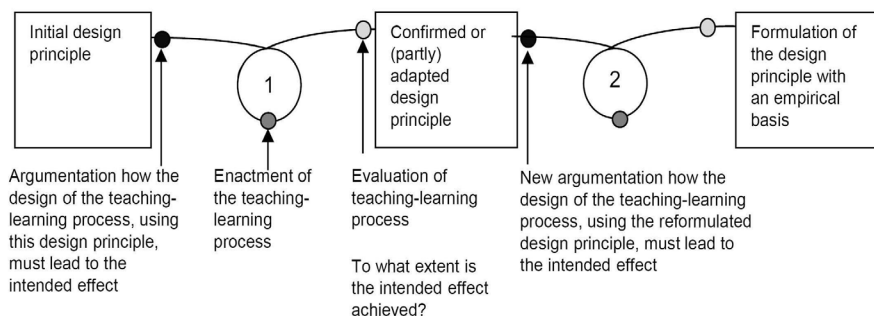 Initial design
principle
1
Confirmed or
(partly)
adapted
design
principle
2
Formulation of
the design
principle with
an empirical
basis
Argumentation how the
design of the teaching-
learning process, using
this design principle,
must lead to the
intended effect
Enactment of
the teaching-
learning
process
Evaluation of
teaching-learning
process
To what extent is
the intended effect
achieved?
New argumentation how the
design of the teaching-learning
process, using the reformulated
design principle, must lead to
the intended effect